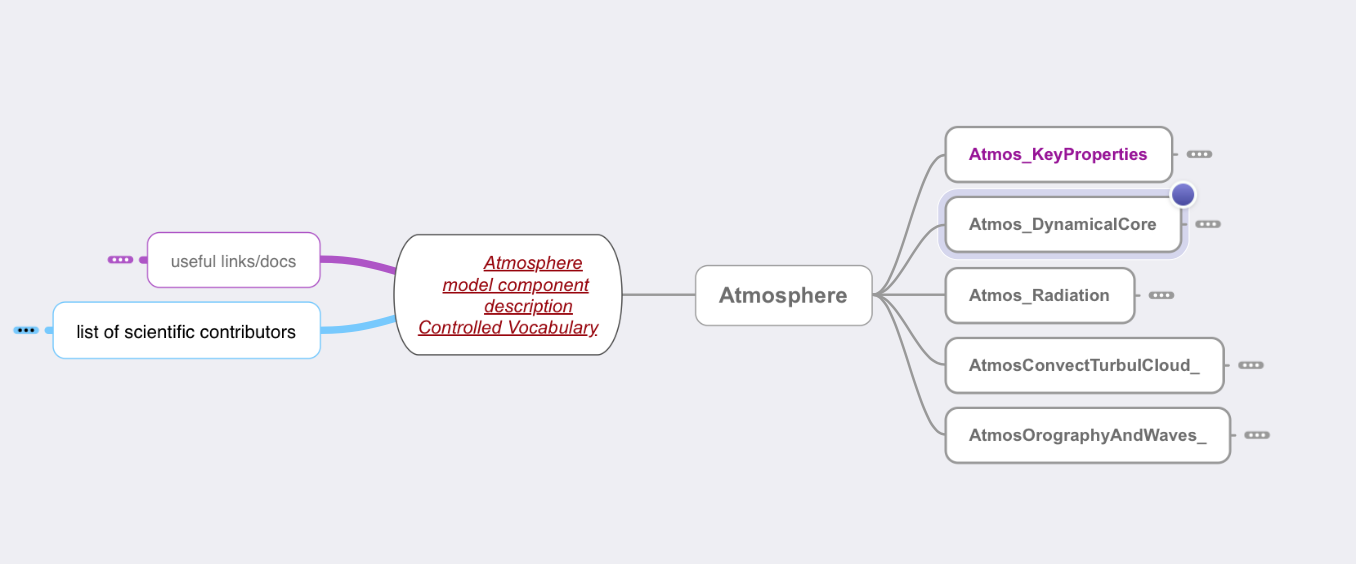 Atmos_KeyProperties
Atmos_DynamicalCore
useful links/docs
Atmosphere
model component
description
Controlled Vocabulary
Atmosphere
Atmos_Radiation
list of scientific contributors
AtmosConvectTurbulCloud_
AtmosOrographyAndWaves_